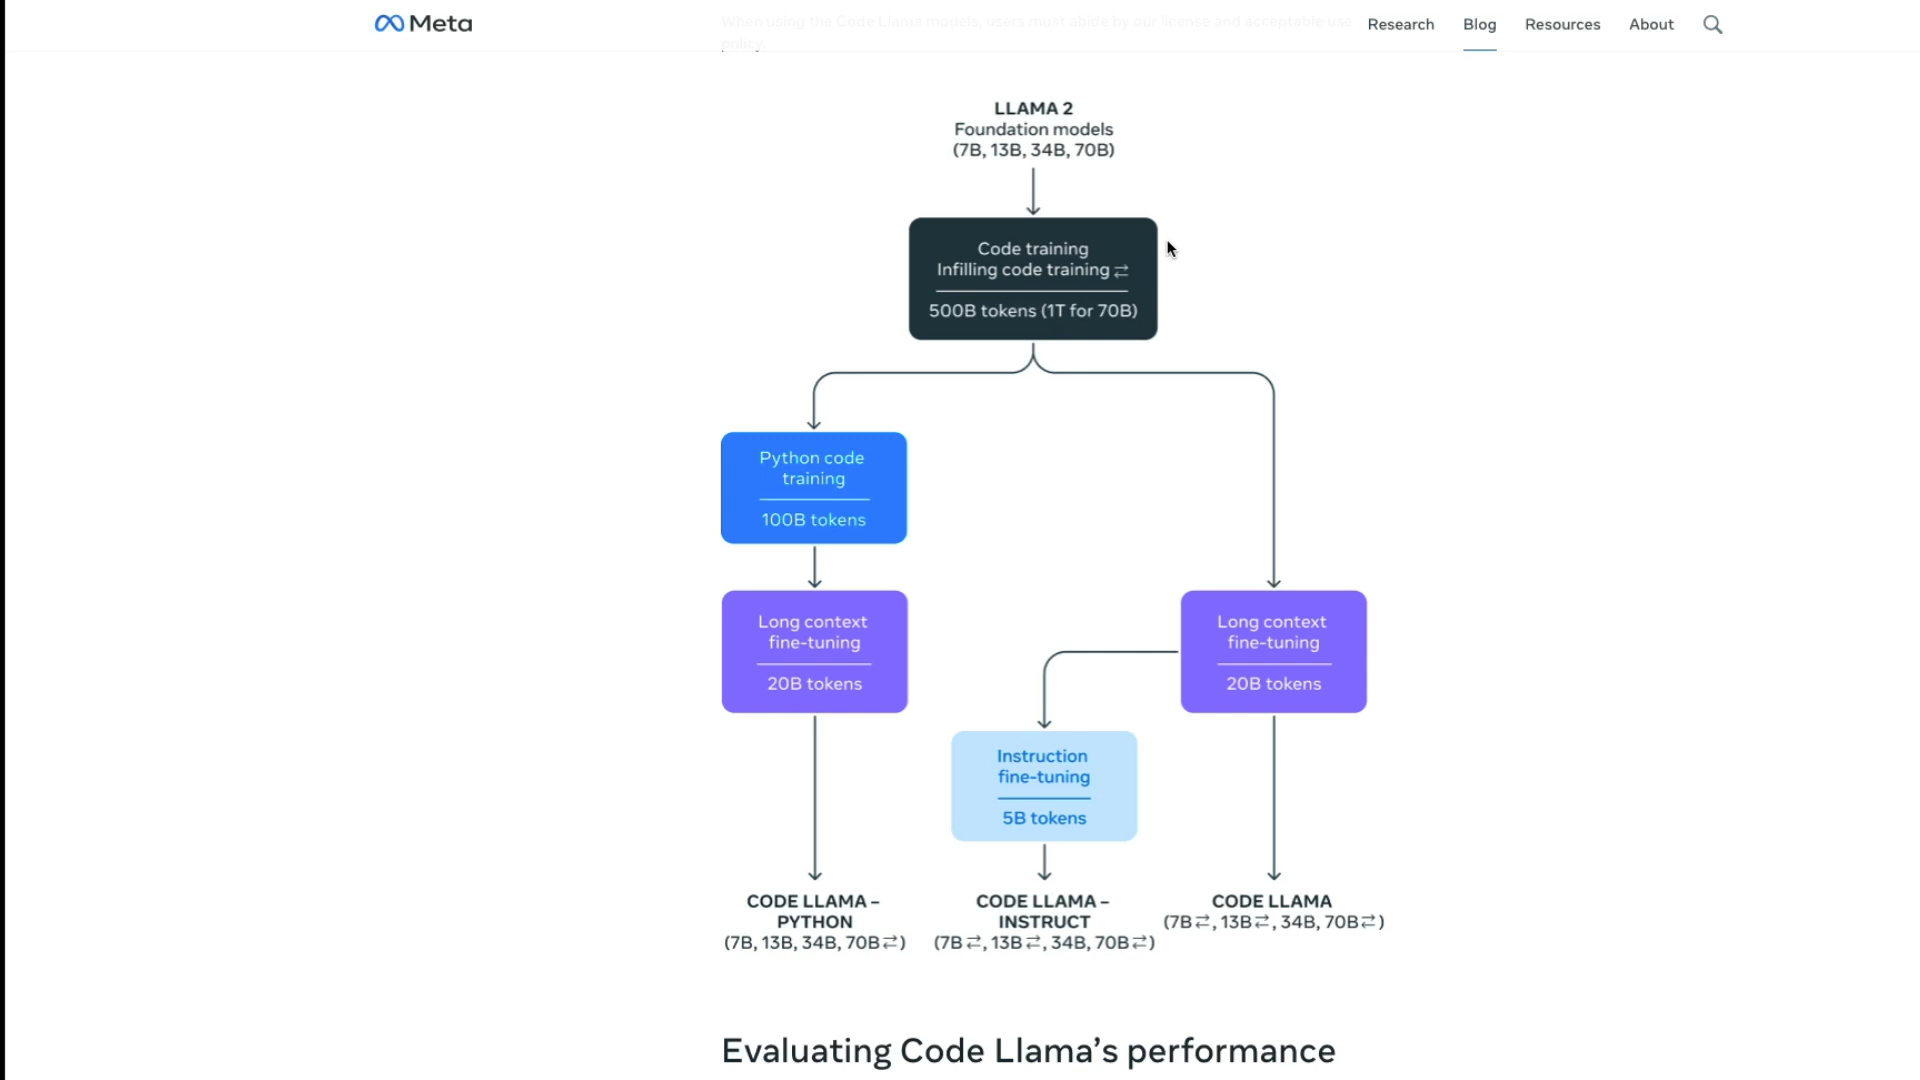 Meta
When using the Code Llama models, users must abide by our license and acceptable use
policy.
Research
Blog
Resources
About
LLAMA 2
Foundation models
(7B, 13B, 34B, 70B)
Code training
Infilling code training ⇄
500B tokens (1T for 70B)
Python code
training
100B tokens
Long context
fine-tuning
20B tokens
Long context
fine-tuning
20B tokens
Instruction
fine-tuning
5B tokens
CODE LLAMA –
PYTHON
(7B, 13B, 34B, 70B⇄)
CODE LLAMA –
INSTRUCT
(7B⇄, 13B⇄, 34B, 70B⇄)
CODE LLAMA
(7B⇄, 13B⇄, 34B, 70B⇄)
Evaluating Code Llama’s performance